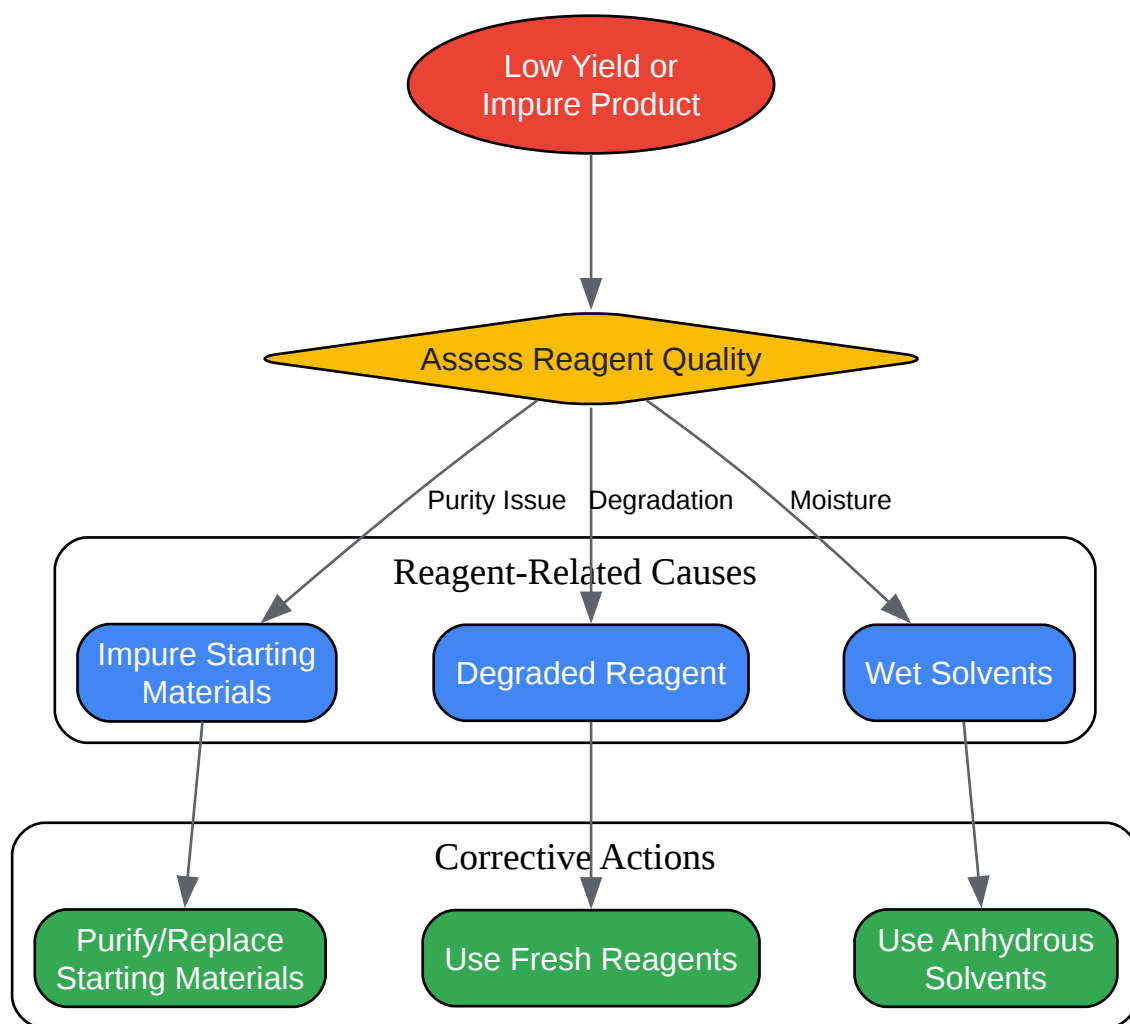 Low Yield or
Impure Product
Assess Reagent Quality
Purity Issue
Degradation
Moisture
Reagent-Related Causes
Impure Starting
Materials
Degraded Reagent
Wet Solvents
Corrective Actions
Purify/Replace
Starting Materials
Use Fresh Reagents
Use Anhydrous
Solvents